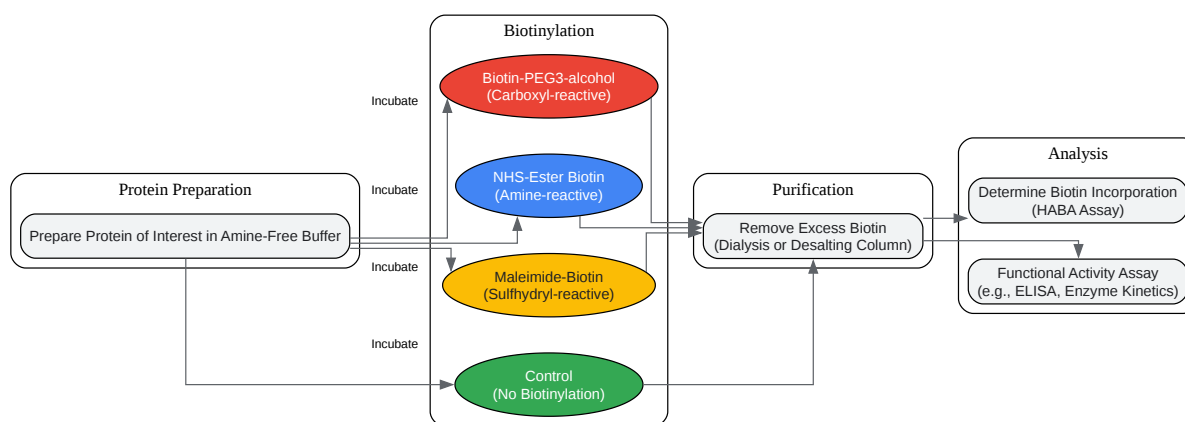 Biotinylation
Biotin-PEG3-alcohol
(Carboxyl-reactive)
Incubate
NHS-Ester Biotin
(Amine-reactive)
Incubate
Maleimide-Biotin
(Sulfhydryl-reactive)
Incubate
Control
(No Biotinylation)
Incubate
Protein Preparation
Prepare Protein of Interest in Amine-Free Buffer
Purification
Remove Excess Biotin
(Dialysis or Desalting Column)
Analysis
Determine Biotin Incorporation
(HABA Assay)
Functional Activity Assay
(e.g., ELISA, Enzyme Kinetics)